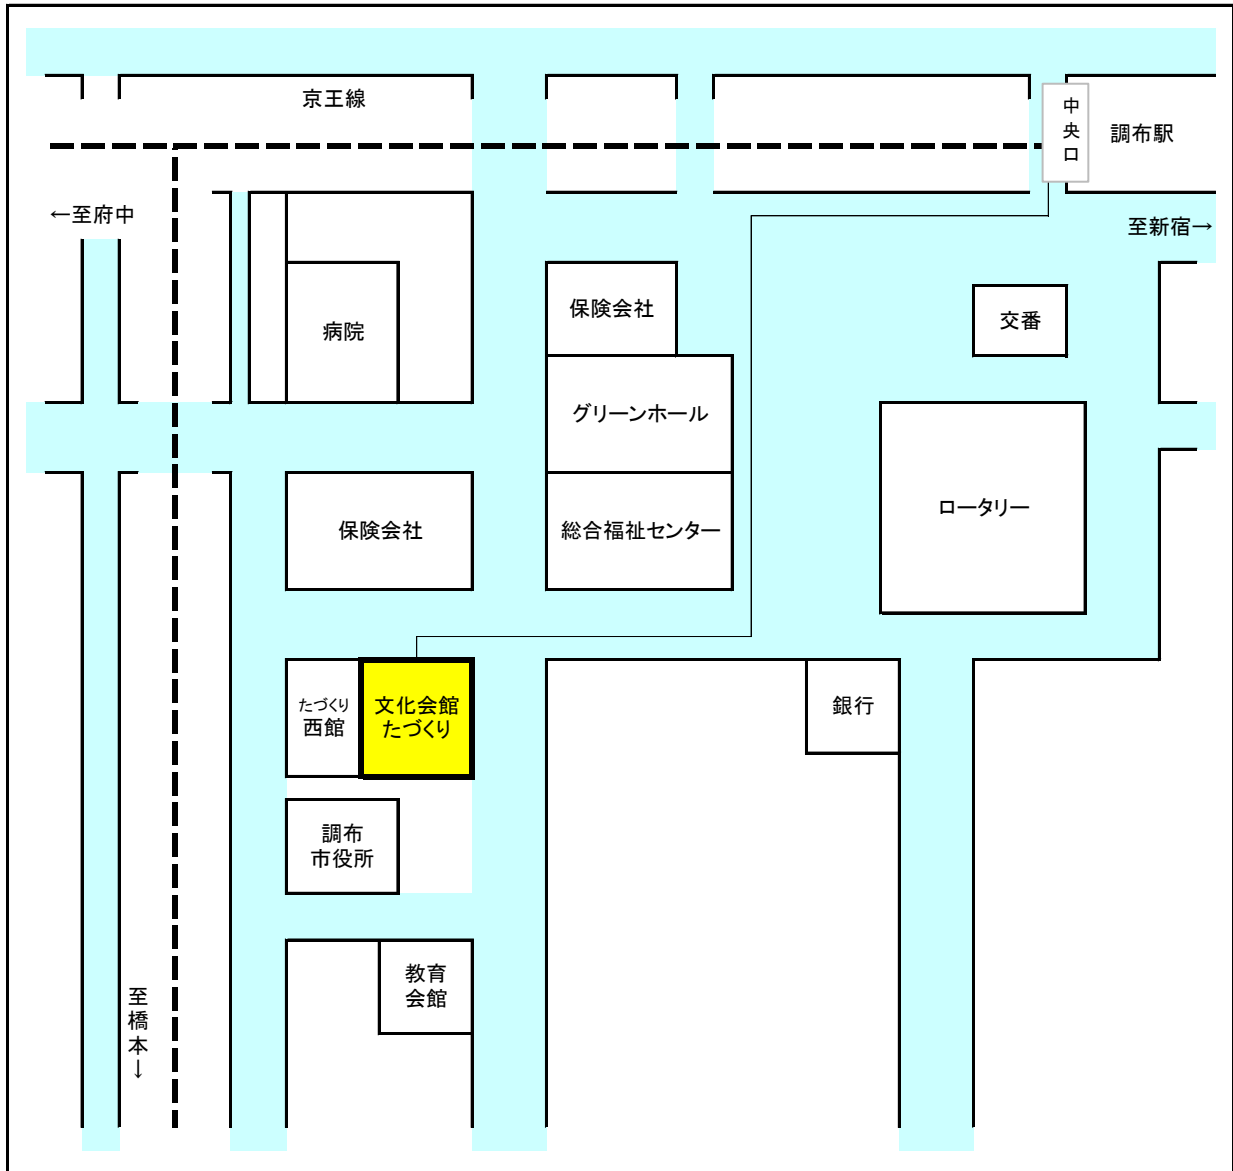 京王線
中央口
調布駅
←至府中
至新宿→
保険会社
交番
病院
グリーンホール
ロータリー
保険会社
総合福祉センター
たづくり
西館
文化会館
たづくり
銀行
調布
市役所
教育
会館
至橋本→